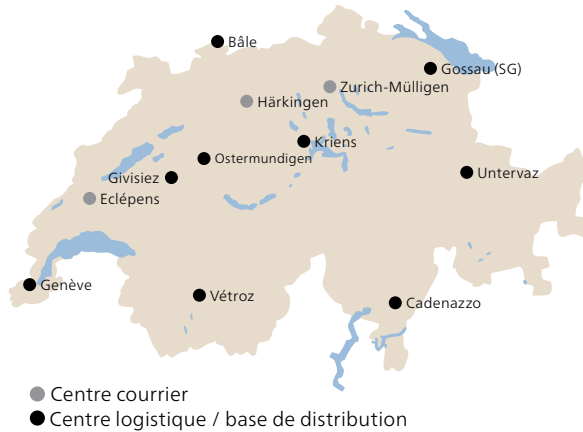 Bâle
Gossau (SG)
Zurich-Mülligen
Härkingen
Kriens
Ostermundigen
Untervaz
Givisiez
Eclépens
Genève
Vétroz
Cadenazzo
Centre courrier
Centre logistique / base de distribution